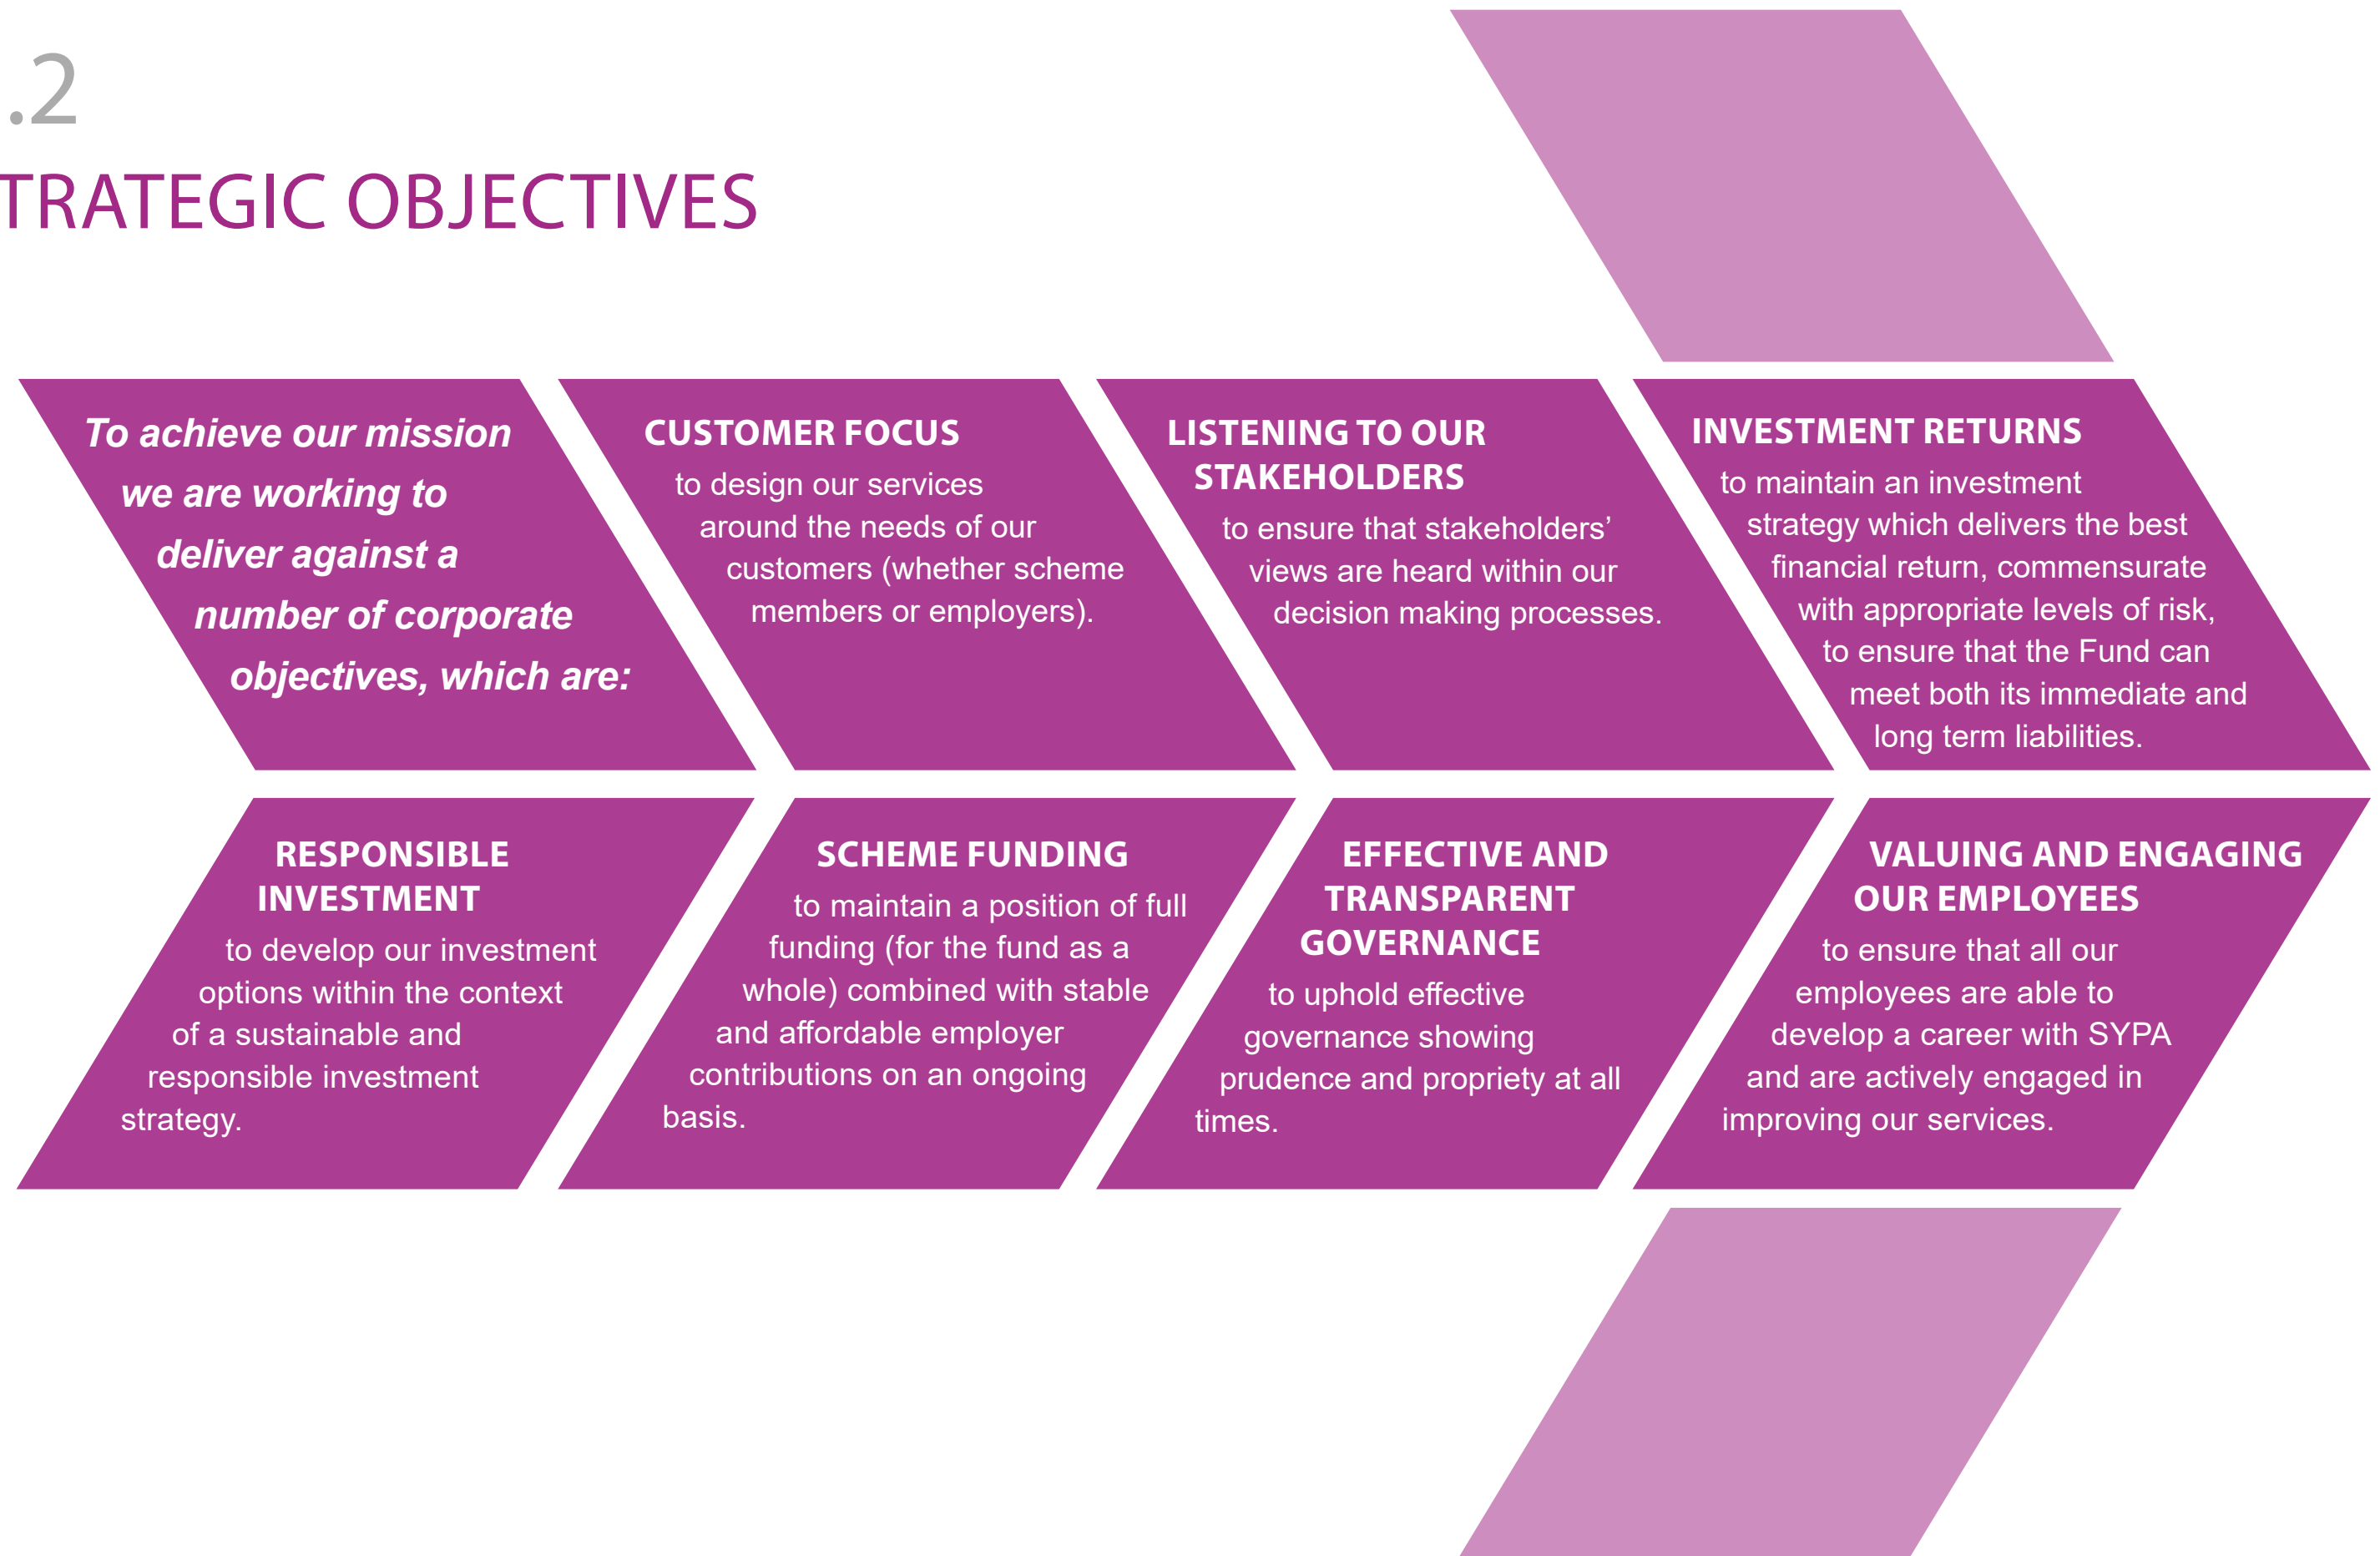 .2
TRATEGIC OBJECTIVES
To achieve our mission
we are working to
deliver against a
number of corporate
objectives, which are:
CUSTOMER FOCUS
to design our services
around the needs of our
customers (whether scheme
members or employers).
LISTENING TO OUR
STAKEHOLDERS
to ensure that stakeholders’
views are heard within our
decision making processes.
INVESTMENT RETURNS
to maintain an investment
strategy which delivers the best
financial return, commensurate
with appropriate levels of risk,
to ensure that the Fund can
meet both its immediate and
long term liabilities.
RESPONSIBLE
INVESTMENT
to develop our investment
options within the context
of a sustainable and
responsible investment
strategy.
SCHEME FUNDING
to maintain a position of full
funding (for the fund as a
whole) combined with stable
and affordable employer
contributions on an ongoing
basis.
EFFECTIVE AND
TRANSPARENT
GOVERNANCE
to uphold effective
governance showing
prudence and propriety at all
times.
VALUING AND ENGAGING
OUR EMPLOYEES
to ensure that all our
employees are able to
develop a career with SYPA
and are actively engaged in
improving our services.